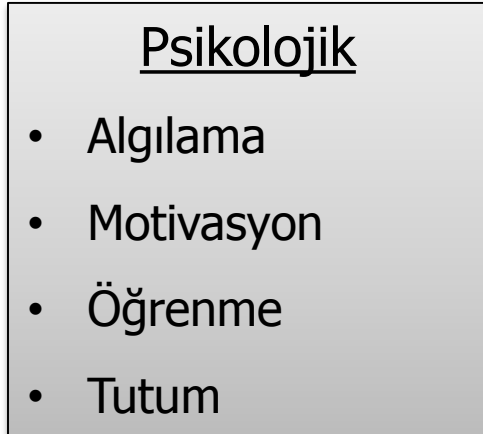 Psikolojik
• Algılama
• Motivasyon
• Öğrenme
• Tutum